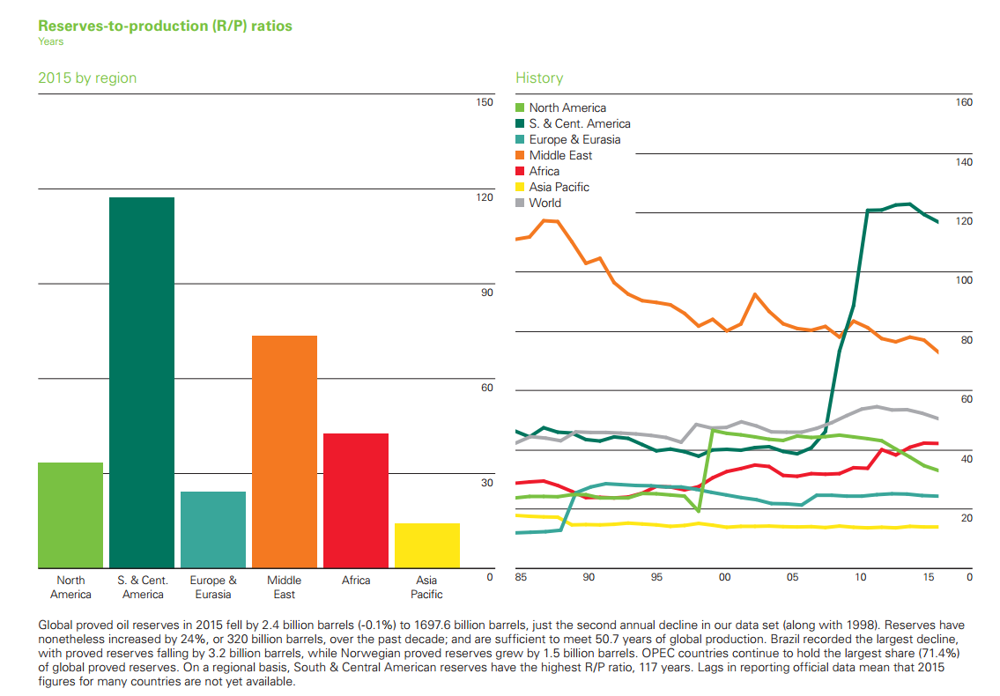 Reserves-to-production (R/P) ratios
Years
2015 by region
150
120
90
60
30
0
North America
S. & Cent. America
Europe & Eurasia
Middle East
Africa
Asia Pacific
History
North America
S. & Cent. America
Europe & Eurasia
Middle East
Africa
Asia Pacific
World
160
140
120
100
80
60
40
20
0
85 90 95 00 05 10 15
Global proved oil reserves in 2015 fell by 2.4 billion barrels (-0.1%) to 1697.6 billion barrels, just the second annual decline in our data set (along with 1998). Reserves have
nonetheless increased by 24%, or 320 billion barrels, over the past decade; and are sufficient to meet 50.7 years of global production. Brazil recorded the largest decline,
with proved reserves falling by 3.2 billion barrels, while Norwegian proved reserves grew by 1.5 billion barrels. OPEC countries continue to hold the largest share (71.4%)
of global proved reserves. On a regional basis, South & Central American reserves have the highest R/P ratio, 117 years. Lags in reporting official data mean that 2015
figures for many countries are not yet available.